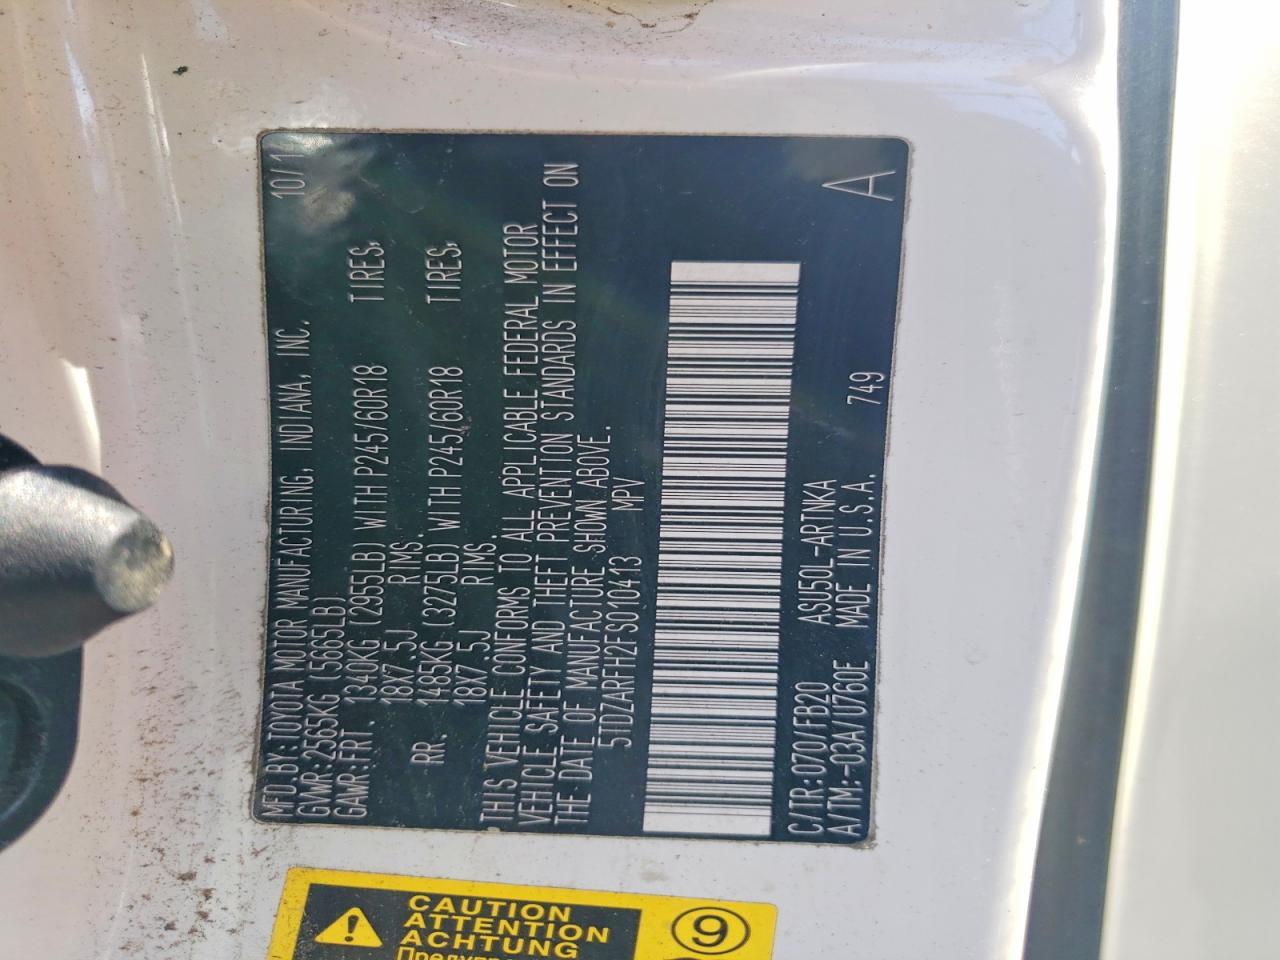 MFD.BY:TOYOTA MOTOR MANUFACTURING, INDIANA, INC. 10/1
GVWR:2565KG (5665LB)
GAWR:FRT. 1340KG (2955LB) WITH P245/60R18 TIRES,
18X7.5J RIMS.
RR. 1485KG (3275LB) WITH P245/60R18 TIRES,
18X7.5J RIMS.
THIS VEHICLE CONFORMS TO ALL APPLICABLE FEDERAL MOTOR
VEHICLE SAFETY AND THEFT PREVENTION STANDARDS IN EFFECT ON
THE DATE OF MANUFACTURE SHOWN ABOVE.
5TDZARFH2FS010413 MPV
C/TR:070/FB20 ASU50L-ARTNKA A
A/TM:-03A/U760E MADE IN U.S.A. 749
CAUTION
ATTENTION
ACHTUNG
9